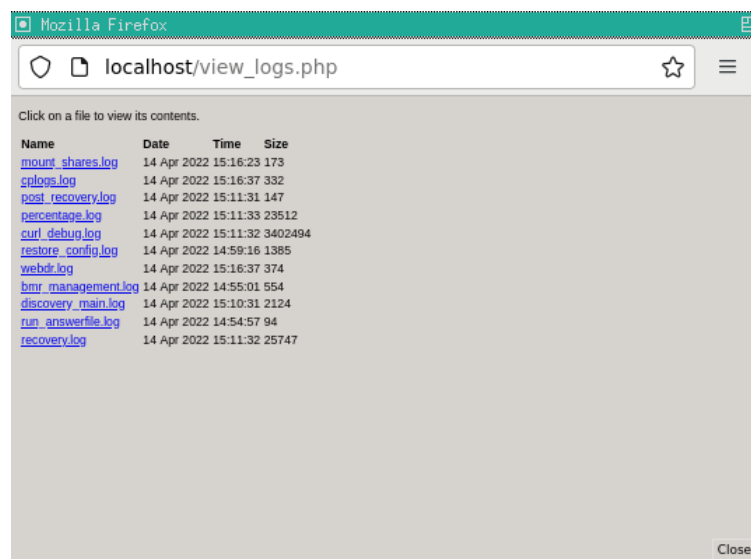 Mozilla Firefox
localhost/view_logs.php
Click on a file to view its contents.
Name Date Time Size
mount_shares.log 14 Apr 2022 15:16:23 173
cplogs.log 14 Apr 2022 15:16:37 332
post_recovery.log 14 Apr 2022 15:11:31 147
percentage.log 14 Apr 2022 15:11:33 23512
curl_debug.log 14 Apr 2022 15:11:32 3402494
restore_config.log 14 Apr 2022 14:59:16 1385
webdr.log 14 Apr 2022 15:16:37 374
bmr_management.log 14 Apr 2022 14:55:01 554
discovery_main.log 14 Apr 2022 15:10:31 2124
run_answerfile.log 14 Apr 2022 14:54:57 94
recovery.log 14 Apr 2022 15:11:32 25747
Close